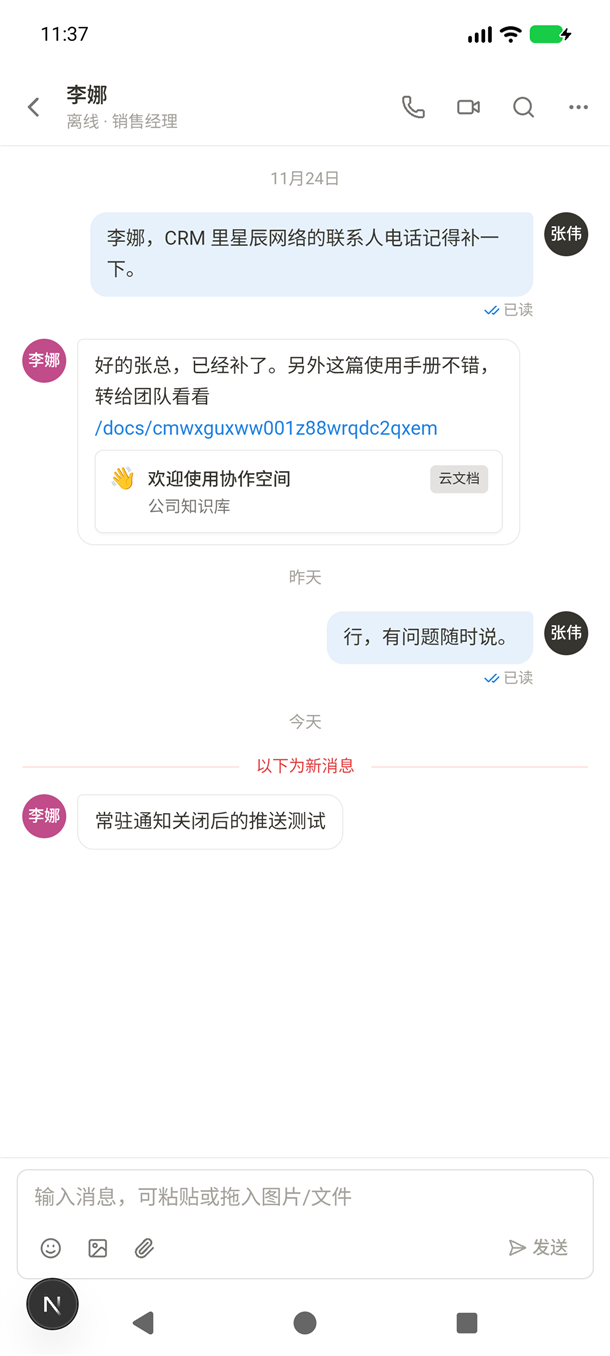 11:37
李娜
离线 · 销售经理
11月24日
李娜，CRM 里星辰网络的联系人电话记得补一
下。
张伟
已读
李娜
好的张总，已经补了。另外这篇使用手册不错，
转给团队看看
/docs/cmwxguxww001z88wrqdc2qxem
欢迎使用协作空间
云文档
公司知识库
昨天
行，有问题随时说。
张伟
已读
今天
以下为新消息
李娜
常驻通知关闭后的推送测试
输入消息，可粘贴或拖入图片/文件
发送
N